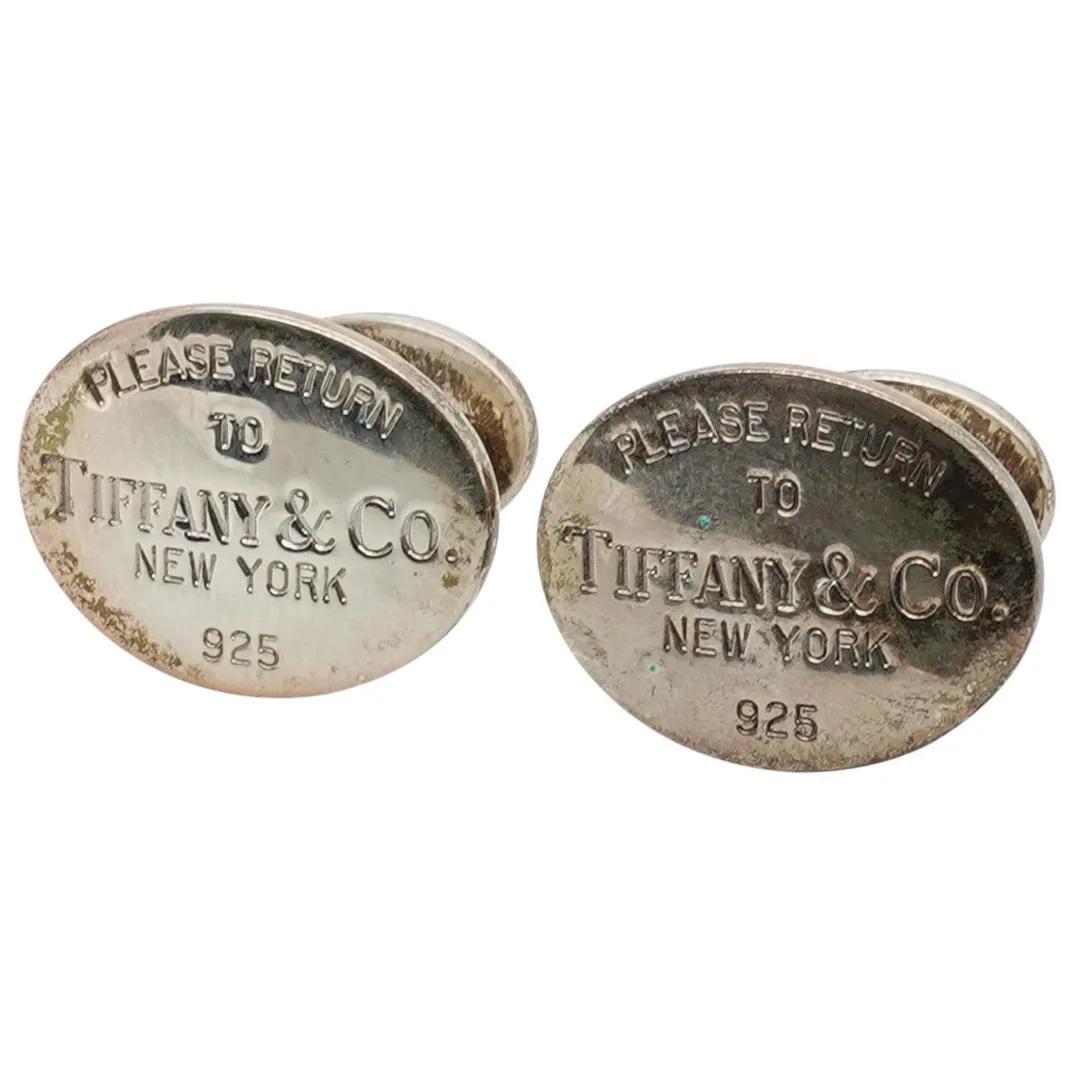 PLEASE RETURN
TO
TIFFANY & CO.
NEW YORK
925
PLEASE RETURN
TO
TIFFANY & CO.
NEW YORK
925